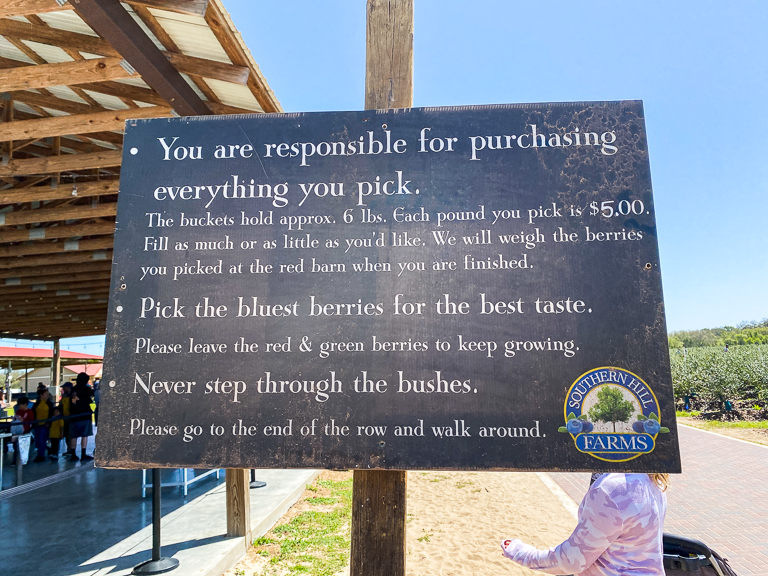 • You are responsible for purchasing
everything you pick.
The buckets hold approx. 6 lbs. Each pound you pick is $5.00.
Fill as much or as little as you'd like. We will weigh the berries
you picked at the red barn when you are finished.
• Pick the bluest berries for the best taste.
Please leave the red & green berries to keep growing.
• Never step through the bushes.
Please go to the end of the row and walk around.
SOUTHERN HILL
FARMS